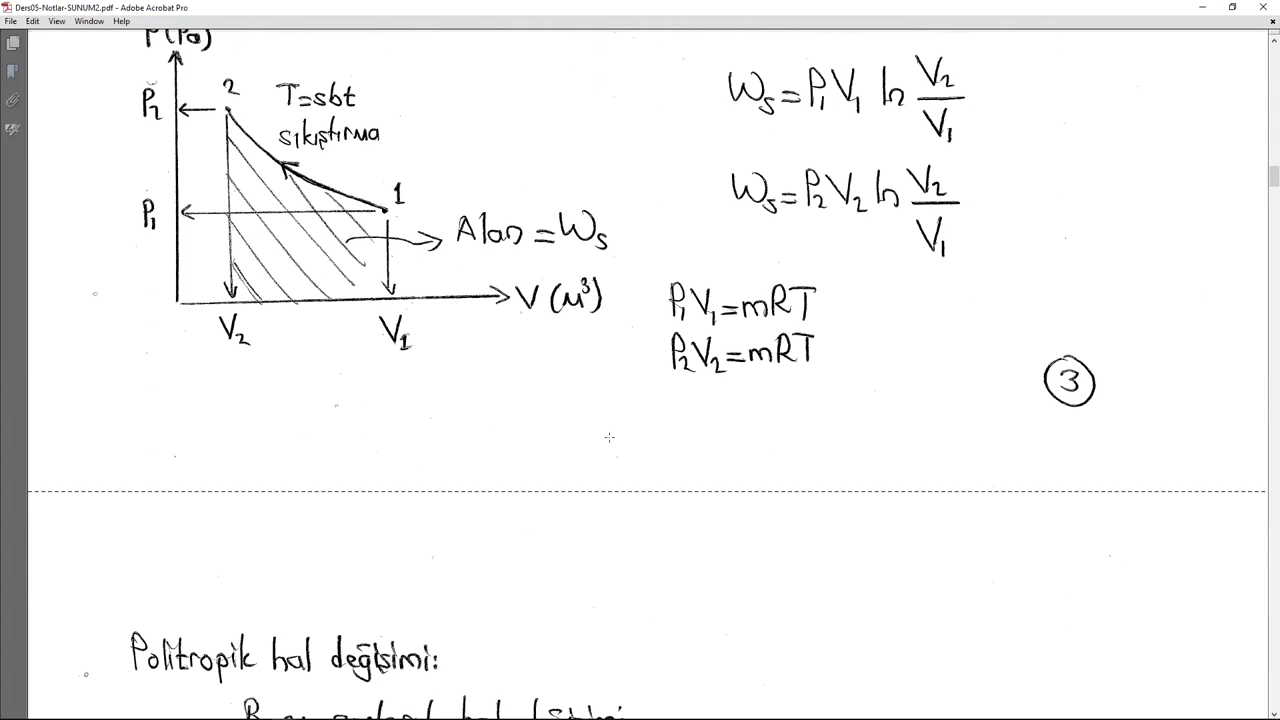 Ders05-Notlar-SUNUM2.pdf - Adobe Acrobat Pro
File Edit View Window Help
P(Pa)
P₂
2
T=sbt
sıkıştırma
P₁
1
Alan = Wₛ
V (m³)
V₂
V₁
Wₛ = P₁V₁ ln V₂/V₁
Wₛ = P₂V₂ ln V₂/V₁
P₁V₁ = mRT
P₂V₂ = mRT
3
Politropik hal değişimi: